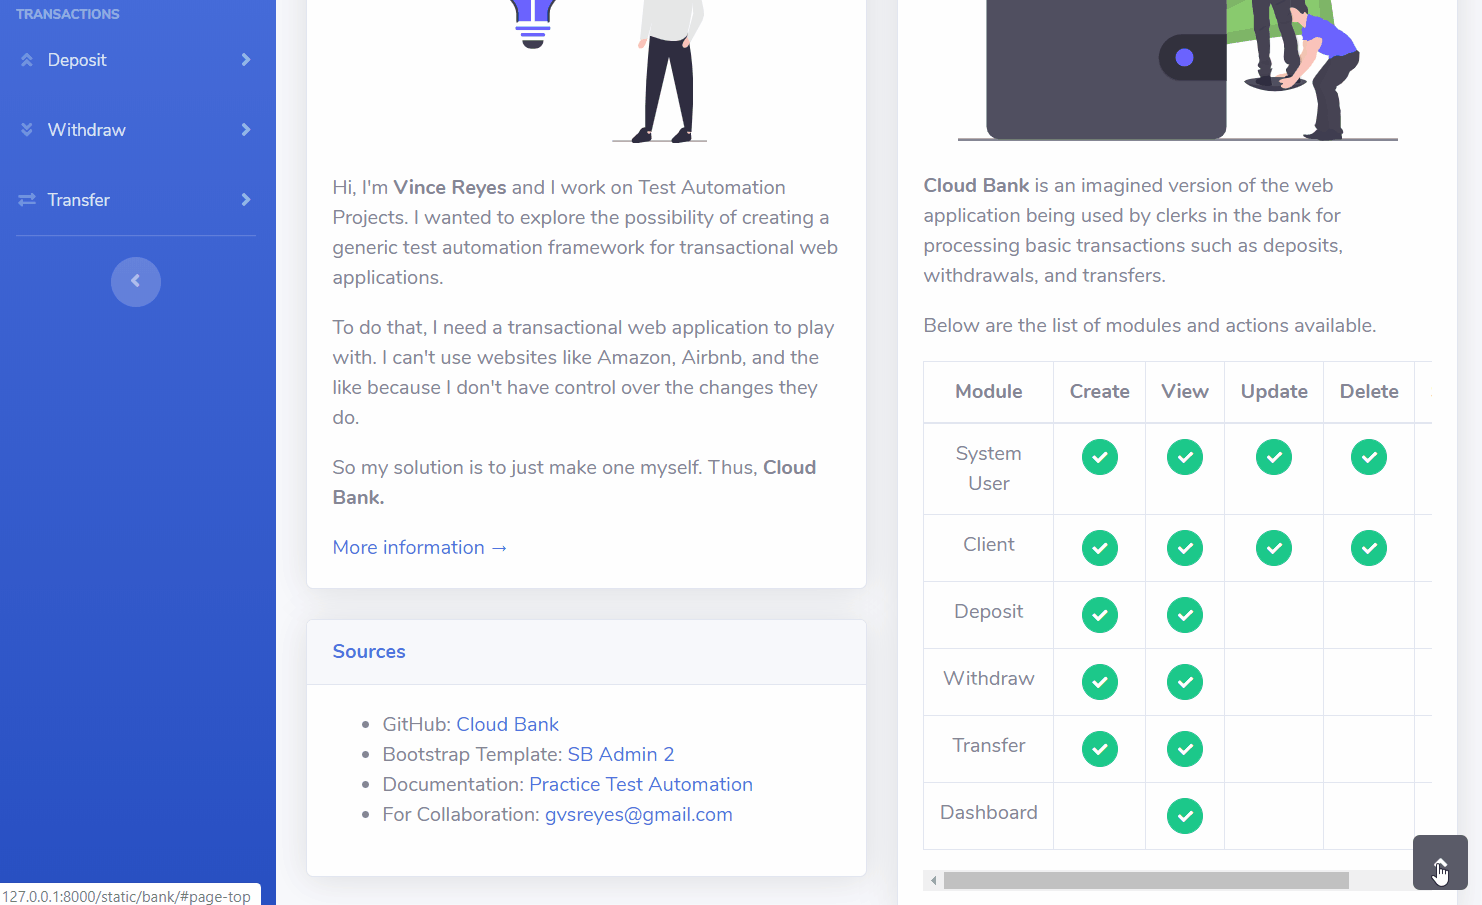 TRANSACTIONS
Deposit
Withdraw
Transfer
Hi, I'm Vince Reyes and I work on Test Automation
Projects. I wanted to explore the possibility of creating a
generic test automation framework for transactional web
applications.
To do that, I need a transactional web application to play
with. I can't use websites like Amazon, Airbnb, and the
like because I don't have control over the changes they
do.
So my solution is to just make one myself. Thus, Cloud
Bank.
More information →
Sources
GitHub: Cloud Bank
Bootstrap Template: SB Admin 2
Documentation: Practice Test Automation
For Collaboration: gvsreyes@gmail.com
Cloud Bank is an imagined version of the web
application being used by clerks in the bank for
processing basic transactions such as deposits,
withdrawals, and transfers.
Below are the list of modules and actions available.
Module Create View Update Delete
System
User
Client
Deposit
Withdraw
Transfer
Dashboard
127.0.0.1:8000/static/bank/#page-top